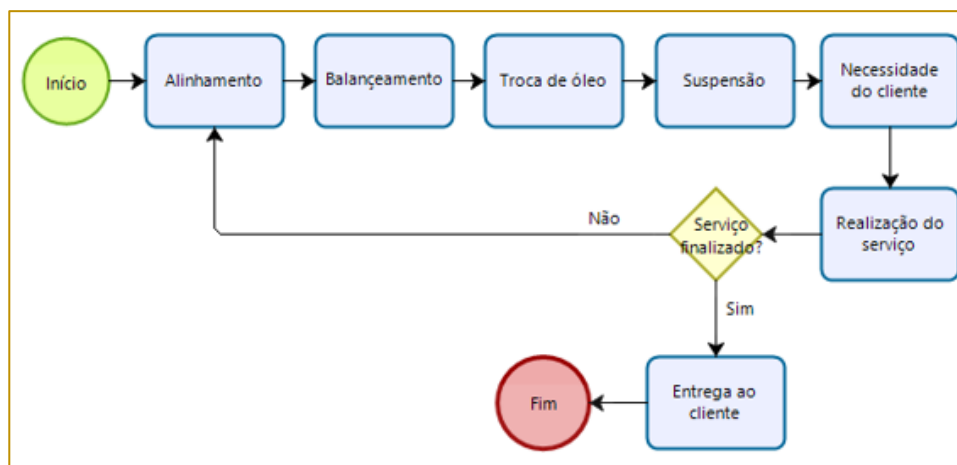 Início
Alinhamento
Balançeamento
Troca de óleo
Suspensão
Necessidade
do cliente
Não
Serviço
finalizado?
Realização do
serviço
Sim
Fim
Entrega ao
cliente